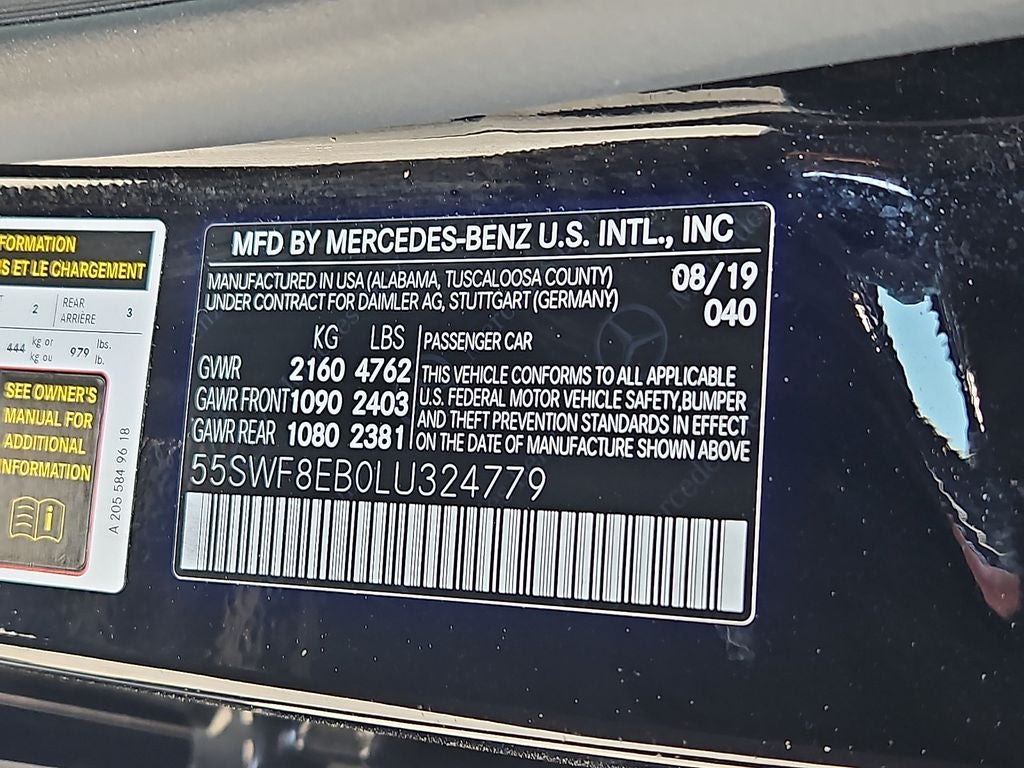 FORMATION
S ET LE CHARGEMENT
2
REAR
ARRIÈRE
3
444 kg or
kg ou
979 lbs.
lb.
SEE OWNER'S
MANUAL FOR
ADDITIONAL
INFORMATION
A 205 584 96 18
MFD BY MERCEDES-BENZ U.S. INTL., INC
MANUFACTURED IN USA (ALABAMA, TUSCALOOSA COUNTY)
UNDER CONTRACT FOR DAIMLER AG, STUTTGART (GERMANY)
08/19
040
KG LBS
GVWR 2160 4762
GAWR FRONT 1090 2403
GAWR REAR 1080 2381
PASSENGER CAR
THIS VEHICLE CONFORMS TO ALL APPLICABLE
U.S. FEDERAL MOTOR VEHICLE SAFETY,BUMPER
AND THEFT PREVENTION STANDARDS IN EFFECT
ON THE DATE OF MANUFACTURE SHOWN ABOVE
55SWF8EB0LU324779